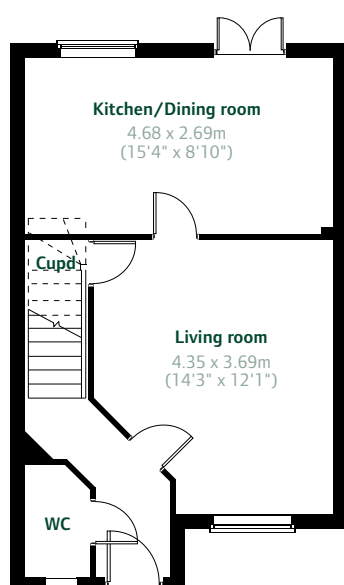 Kitchen/Dining room
4.68 x 2.69m
(15'4" x 8'10")
Cupd
Living room
4.35 x 3.69m
(14'3" x 12'1")
WC